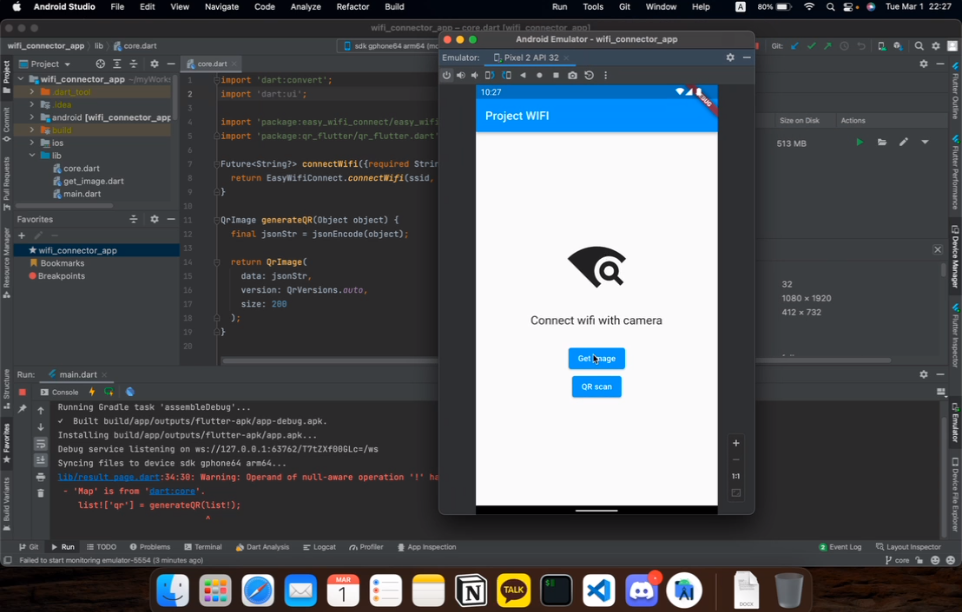 Android Studio File Edit View Navigate Code Analyze Refactor Build Run Tools Git Window Help A 80% Tue Mar 1 22:27
wifi_connector_app
wifi_connector_app lib core.dart
sdk gphone64 arm64 (mo
Git:
Project
wifi_connector_app ~/myWorks
.dart_tool
.idea
android [wifi_connector_app
build
ios
lib
core.dart
get_image.dart
main.dart
Favorites
wifi_connector_app
Bookmarks
Breakpoints
core.dart
1 import 'dart:convert';
2 import 'dart:ui';
3
4 import 'package:easy_wifi_connect/easy_wifi
5 import 'package:qr_flutter/qr_flutter.dart'
6
7 Future<String?> connectWifi({required Strin
8 return EasyWifiConnect.connectWifi(ssid,
9 }
10
11 QrImage generateQR(Object object) {
12 final jsonStr = jsonEncode(object);
13
14 return QrImage(
15 data: jsonStr,
16 version: QrVersions.auto,
17 size: 200
18 );
19 }
20
Android Emulator - wifi_connector_app
Emulator: Pixel 2 API 32
10:27
Project WIFI
Connect wifi with camera
Get image
QR scan
1:1
Size on Disk Actions
513 MB
32
1080 × 1920
412 × 732
Project
Commit
Pull Requests
Resource Manager
Structure
Favorites
Build Variants
Flutter Outline
Flutter Performance
Device Manager
Flutter Inspector
Emulator
Device File Explorer
Run: main.dart
Console
Running Gradle task 'assembleDebug'...
✓ Built build/app/outputs/flutter-apk/app-debug.apk.
Installing build/app/outputs/flutter-apk/app.apk...
Debug service listening on ws://127.0.0.1:63762/T7tZXf00GLc=/ws
Syncing files to device sdk gphone64 arm64...
lib/result_page.dart:34:30: Warning: Operand of null-aware operation '!' ha
- 'Map' is from 'dart:core'.
list!['qr'] = generateQR(list!);
^
Git Run TODO Problems Terminal Dart Analysis Logcat Profiler App Inspection 2 Event Log Layout Inspector
Failed to start monitoring emulator-5554 (3 minutes ago)
core
MAR
1
TALK
DOCX